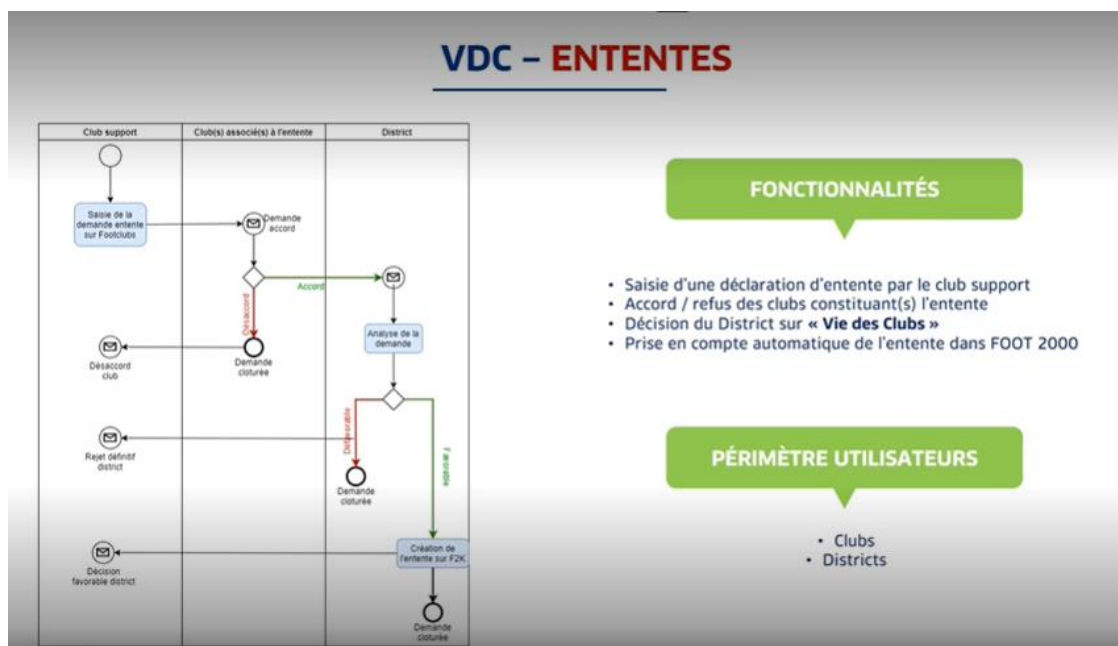 VDC – ENTENTES
Club support
Club(s) associé(s) à l'entente
District
Saisie de la
demande entente
sur Footclubs
Demande
accord
Accord
Désaccord
Analyse de la
demande
Désaccord
club
Demande
cloturée
Défavorable
Favorable
Rejet définitif
district
Demande
cloturée
Création de
l'entente sur F2K
Décision
favorable district
Demande
cloturée
FONCTIONNALITÉS
• Saisie d'une déclaration d'entente par le club support
• Accord / refus des clubs constituant(s) l'entente
• Décision du District sur « Vie des Clubs »
• Prise en compte automatique de l'entente dans FOOT 2000
PÉRIMÈTRE UTILISATEURS
• Clubs
• Districts